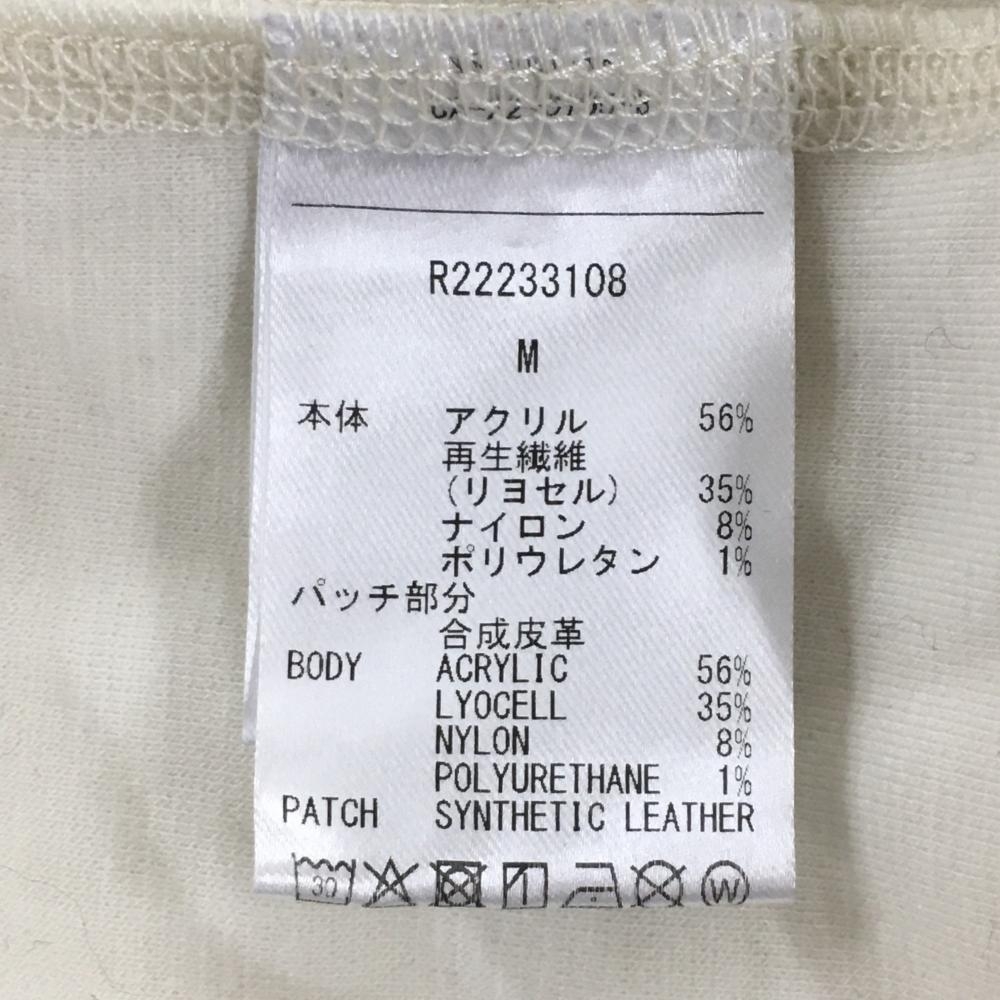 R22233108
M
本体 アクリル 56%
再生繊維
(リヨセル) 35%
ナイロン 8%
ポリウレタン 1%
パッチ部分
合成皮革
BODY ACRYLIC 56%
LYOCELL 35%
NYLON 8%
POLYURETHANE 1%
PATCH SYNTHETIC LEATHER
30
W